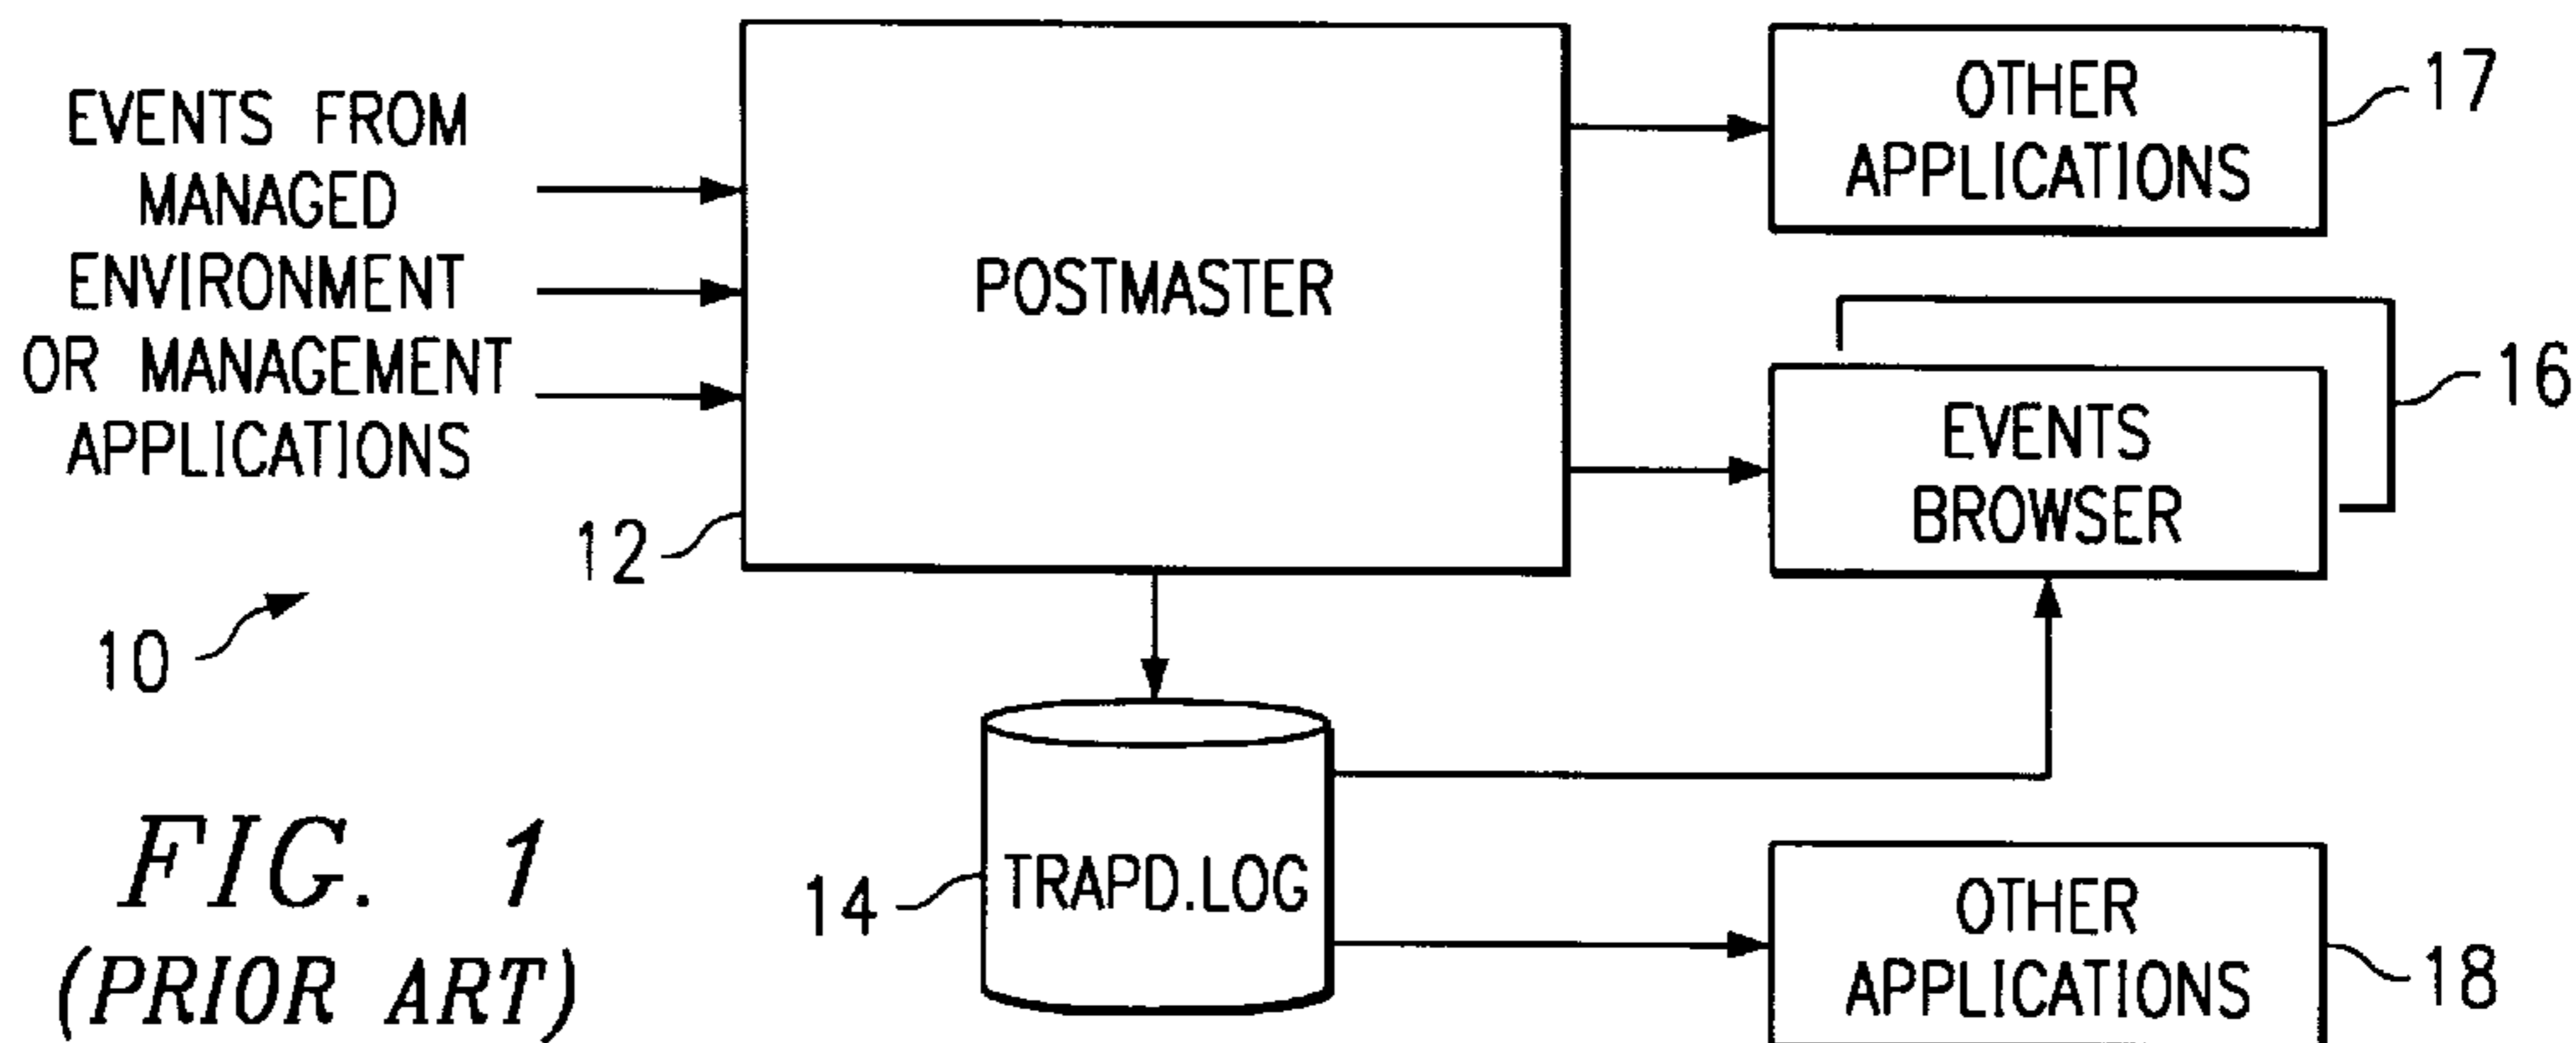 EVENTS FROM
MANAGED
ENVIRONMENT
OR MANAGEMENT
APPLICATIONS
10
12
POSTMASTER
OTHER
APPLICATIONS
17
EVENTS
BROWSER
16
14
TRAPD.LOG
OTHER
APPLICATIONS
18
FIG. 1
(PRIOR ART)